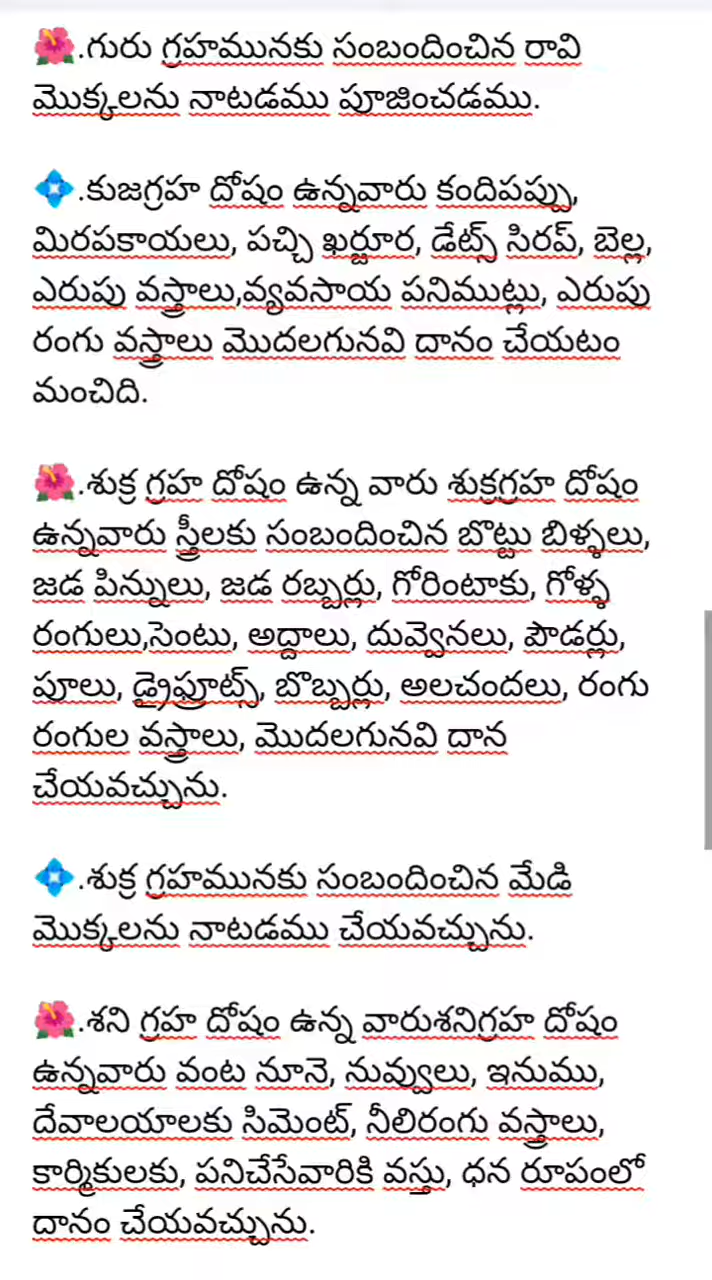 🌺.గురు గ్రహమునకు సంబందించిన రావి
మొక్కలను నాటడము పూజించడము.
💠.కుజగ్రహ దోషం ఉన్నవారు కందిపప్పు,
మిరపకాయలు, పచ్చి ఖర్జూర, డేట్స్ సిరప్, బెల్ల,
ఎరుపు వస్త్రాలు,వ్యవసాయ పనిముట్లు, ఎరుపు
రంగు వస్త్రాలు మొదలగునవి దానం చేయటం
మంచిది.
🌺.శుక్ర గ్రహ దోషం ఉన్న వారు శుక్రగ్రహ దోషం
ఉన్నవారు స్త్రీలకు సంబందించిన బొట్టు బిళ్ళలు,
జడ పిన్నులు, జడ రబ్బర్లు, గోరింటాకు, గోళ్ళ
రంగులు,సెంటు, అద్దాలు, దువ్వెనలు, పౌడర్లు,
పూలు, డ్రైఫ్రూట్స్, బొబ్బర్లు, అలచందలు, రంగు
రంగుల వస్త్రాలు, మొదలగునవి దాన
చేయవచ్చును.
💠.శుక్ర గ్రహమునకు సంబందించిన మేడి
మొక్కలను నాటడము చేయవచ్చును.
🌺.శని గ్రహ దోషం ఉన్న వారుశనిగ్రహ దోషం
ఉన్నవారు వంట నూనె, నువ్వులు, ఇనుము,
దేవాలయాలకు సిమెంట్, నీలిరంగు వస్త్రాలు,
కార్మికులకు, పనిచేసేవారికి వస్తు, ధన రూపంలో
దానం చేయవచ్చును.